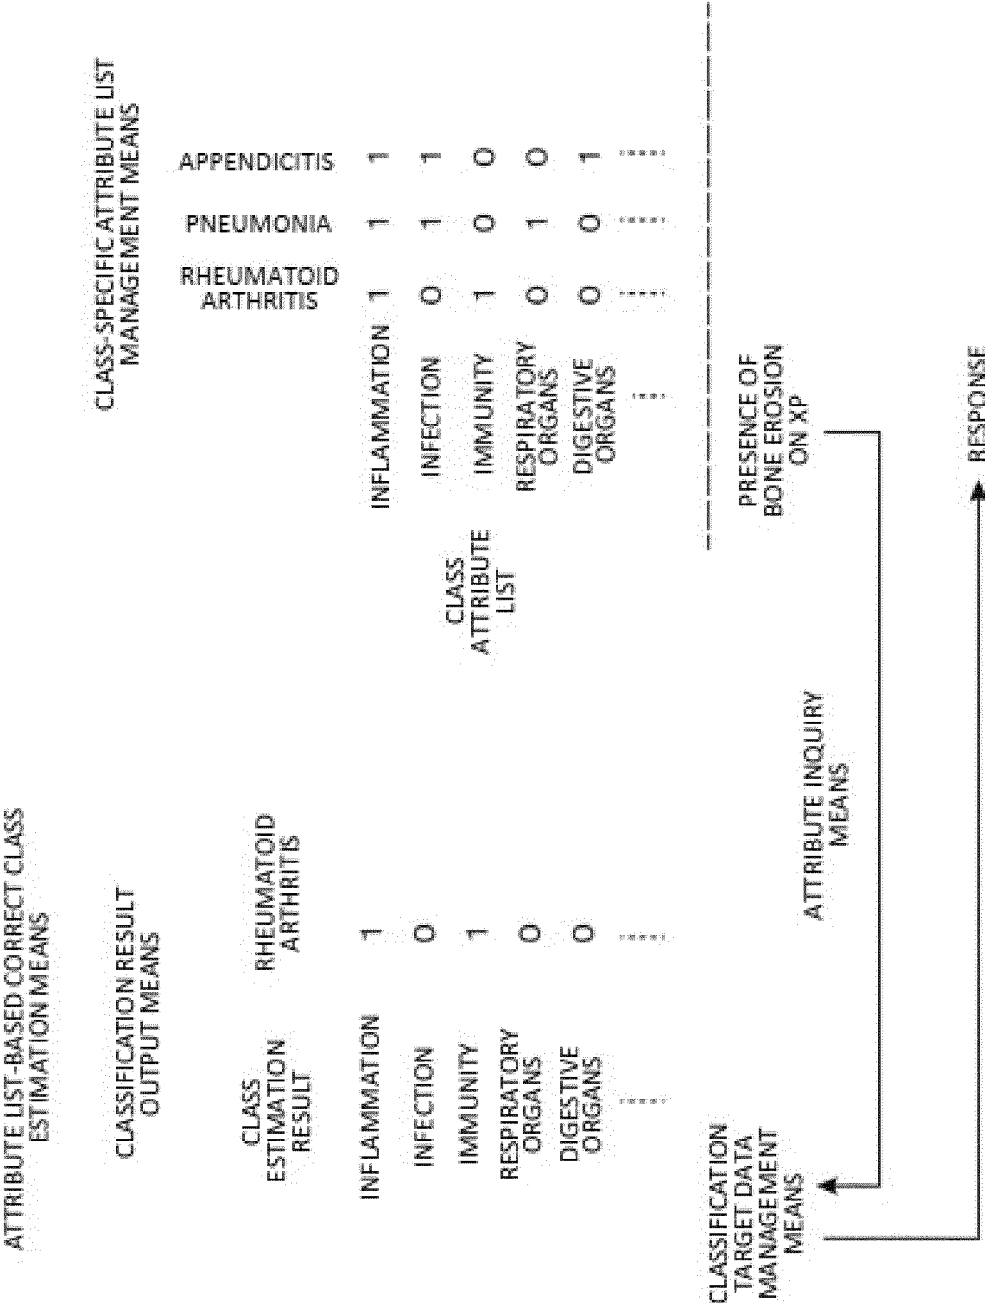 ATTRIBUTE LIST-BASED CORRECT CLASS
ESTIMATION MEANS
CLASSIFICATION RESULT
OUTPUT MEANS
CLASS
ESTIMATION
RESULT
RHEUMATOID
ARTHRITIS
INFLAMMATION 1
INFECTION 0
IMMUNITY 1
RESPIRATORY
ORGANS 0
DIGESTIVE
ORGANS 0
CLASS-SPECIFIC ATTRIBUTE LIST
MANAGEMENT MEANS
RHEUMATOID
ARTHRITIS
PNEUMONIA
APPENDICITIS
CLASS
ATTRIBUTE
LIST
INFLAMMATION 1 1 1
INFECTION 0 1 1
IMMUNITY 1 0 0
RESPIRATORY
ORGANS 0 1 0
DIGESTIVE
ORGANS 0 0 1
CLASSIFICATION
TARGET DATA
MANAGEMENT
MEANS
ATTRIBUTE INQUIRY
MEANS
PRESENCE OF
BONE EROSION
ON XP
RESPONSE